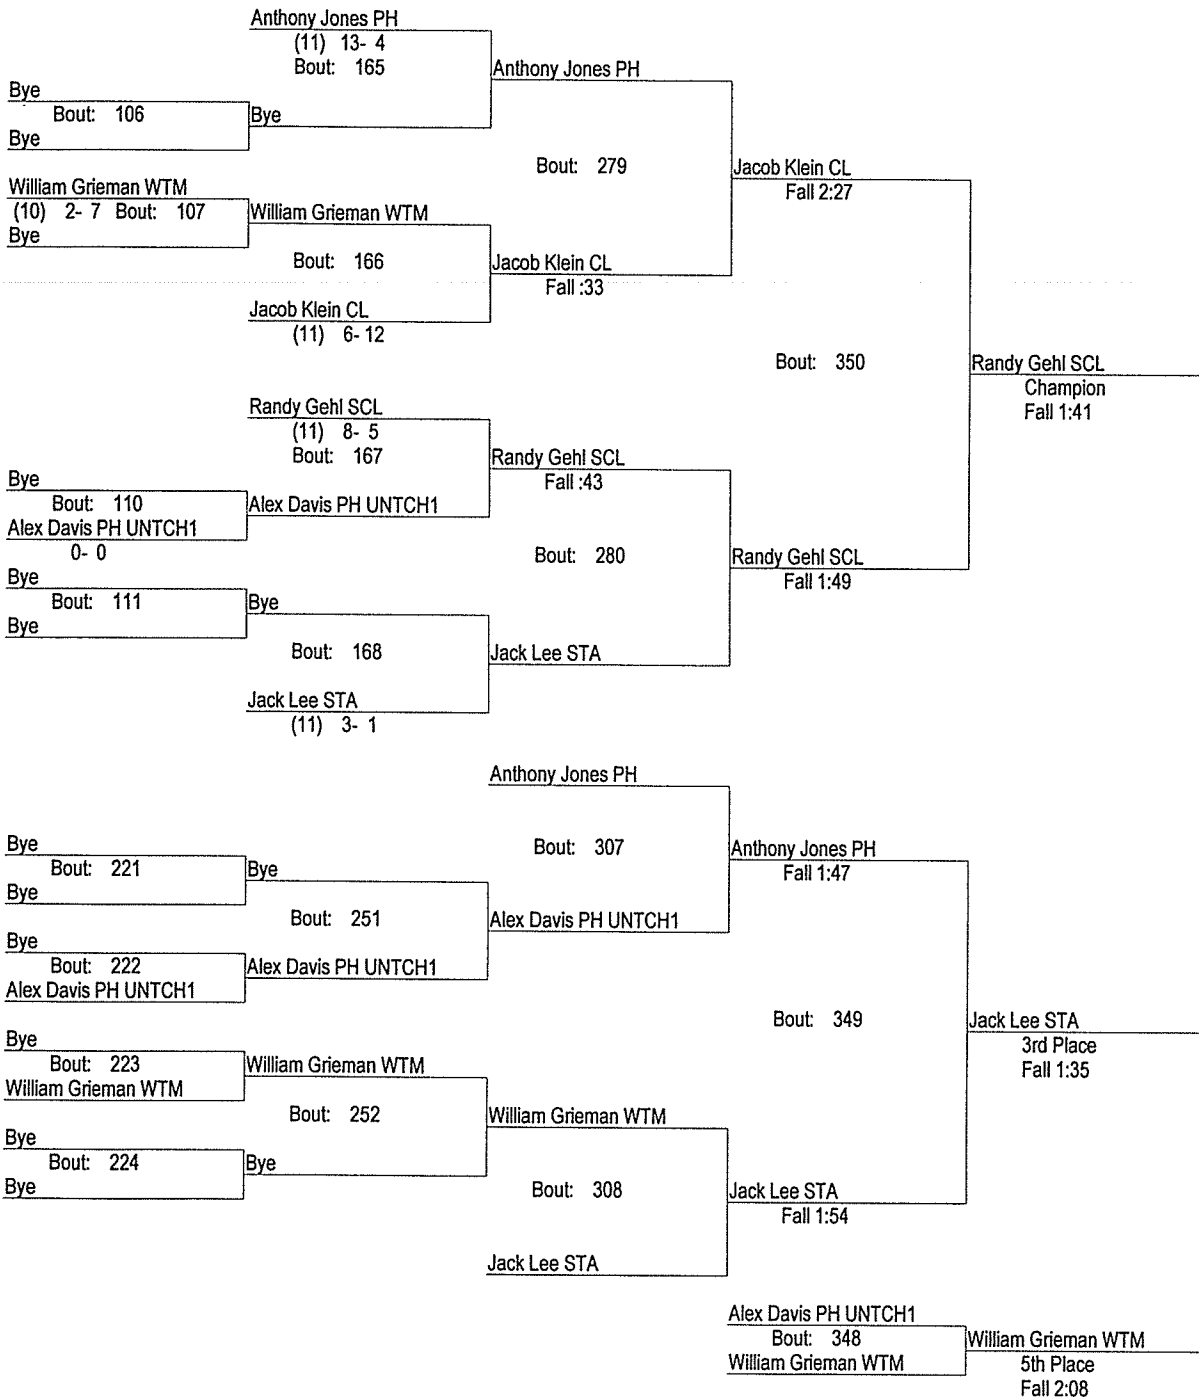 Anthony Jones PH
(11) 13- 4
Bout: 165
Anthony Jones PH
Bye
Bout: 106
Bye
Bye
Bout: 279
Jacob Klein CL
Fall 2:27
William Grieman WTM
(10) 2- 7 Bout: 107
William Grieman WTM
Bye
Bout: 166
Jacob Klein CL
Fall :33
Jacob Klein CL
(11) 6- 12
Bout: 350
Randy Gehl SCL
Champion
Fall 1:41
Randy Gehl SCL
(11) 8- 5
Bout: 167
Randy Gehl SCL
Fall :43
Bye
Bout: 110
Alex Davis PH UNTCH1
Alex Davis PH UNTCH1
0- 0
Bout: 280
Randy Gehl SCL
Fall 1:49
Bye
Bout: 111
Bye
Bye
Bout: 168
Jack Lee STA
Jack Lee STA
(11) 3- 1
Anthony Jones PH
Bout: 307
Anthony Jones PH
Fall 1:47
Bye
Bout: 221
Bye
Bye
Bout: 251
Alex Davis PH UNTCH1
Bye
Bout: 222
Alex Davis PH UNTCH1
Alex Davis PH UNTCH1
Bout: 349
Jack Lee STA
3rd Place
Fall 1:35
Bye
Bout: 223
William Grieman WTM
William Grieman WTM
Bout: 252
William Grieman WTM
Bye
Bout: 224
Bye
Bye
Bout: 308
Jack Lee STA
Fall 1:54
Jack Lee STA
Alex Davis PH UNTCH1
Bout: 348
William Grieman WTM
William Grieman WTM
5th Place
Fall 2:08